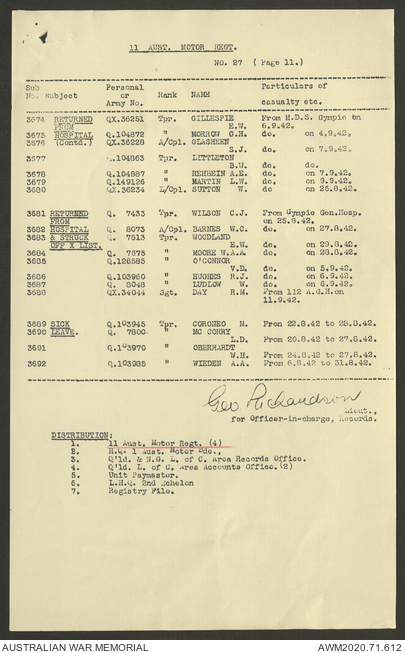 11 AUST. MOTOR REGT.
NO. 27 ( Page 11.)
Sub No. Subject Personal or Army No. Rank NAME Particulars of casualty etc.
3674 RETURNED FROM QX.36251 Tpr. GILLESPIE E.W. From M.D.S. Gympie on 6.9.42.
3675 HOSPITAL Q.104872 " MORROW G.H. do. on 4.9.42.
3676 (Contd.) QX.36228 A/Cpl. GLASHEEN S.J. do. on 7.9.42.
3677 Q.104863 Tpr. LITTLETON B.W. do. do.
3678 Q.104887 " REHBEIN A.E. do. on 7.9.42.
3679 Q.149126 " MARTIN L.W. do. on 9.9.42.
3680 QX.36234 L/Cpl. SUTTON W. do on 25.8.42.
3681 RETURNED FROM Q. 7433 Tpr. WILSON C.J. From Gympie Gen.Hosp. on 25.8.42.
3682 HOSPITAL Q. 8073 A/Cpl. BARNES W.C. do. on 27.8.42.
3683 & STRUCK OFF X LIST. Q. 7513 Tpr. WOODLAND E.W. do. on 29.8.42.
3684 Q. 7875 " MOORE W.A.A. do. on 28.8.42.
3685 Q.126585 " O'CONNOR V.D. do. on 5.9.42.
3686 Q.103960 " HUGHES R.J. do. on 6.9.42.
3687 Q. 8048 " LUDLOW W. do. on 6.9.42.
3688 QX.34044 Sgt. DAY R.M. From 112 A.G.H.on 11.9.42.
3689 SICK Q.103945 Tpr. CORONEO M. From 22.8.42 to 28.8.42.
3690 LEAVE. Q. 7800 " MC CORRY L.D. From 20.8.42 to 27.8.42.
3691 Q.103970 " OBERHARDT W.H. From 24.8.42 to 27.8.42.
3692 Q.103985 " WIEDEN A.A. From 6.8.42 to 31.8.42.
Geo Richardson
Lieut.,
for Officer-in-charge, Records.
DISTRIBUTION:
1. 11 Aust. Motor Regt. (4)
2. H.Q. 1 Aust. Motor Bde.,
3. Q'ld. & N.G. L. of C. Area Records Office.
4. Q'ld. L. of C. Area Accounts Office.(2)
5. Unit Paymaster.
6. L.H.Q. 2nd Echelon
7. Registry File.
AUSTRALIAN WAR MEMORIAL AWM2020.71.612